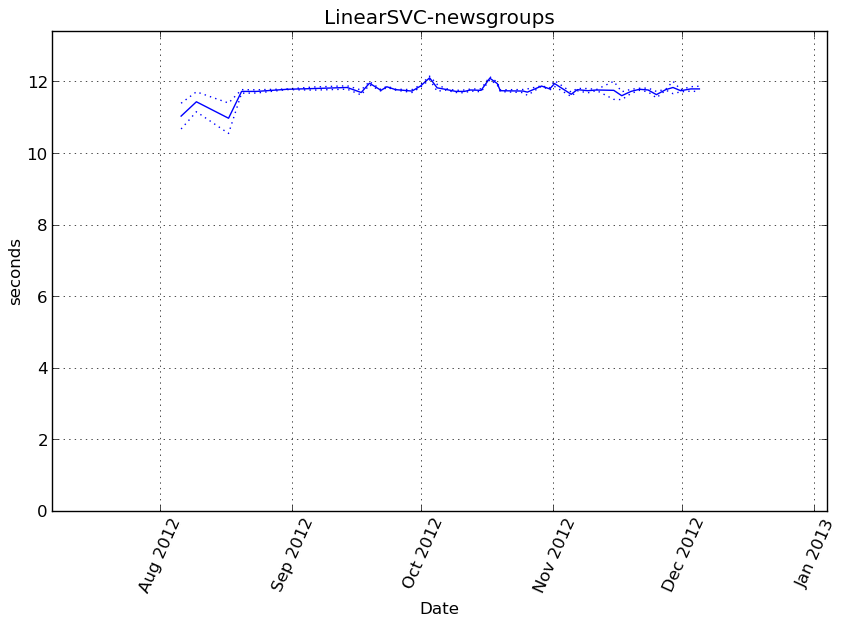 LinearSVC-newsgroups
seconds
12
10
8
6
4
2
0
Aug 2012
Sep 2012
Oct 2012
Nov 2012
Dec 2012
Jan 2013
Date